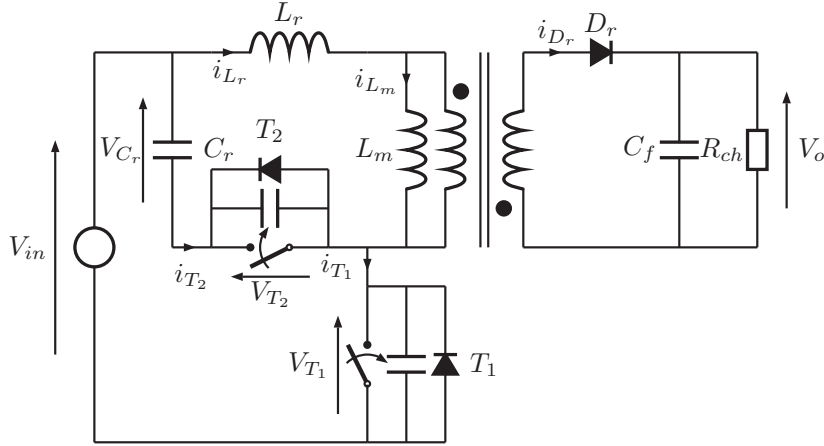 L_r
i_{D_r} D_r
i_{L_r} i_{L_m}
V_{C_r} C_r T_2 L_m C_f R_{ch} V_o
V_{in}
i_{T_2} V_{T_2} i_{T_1}
V_{T_1} T_1